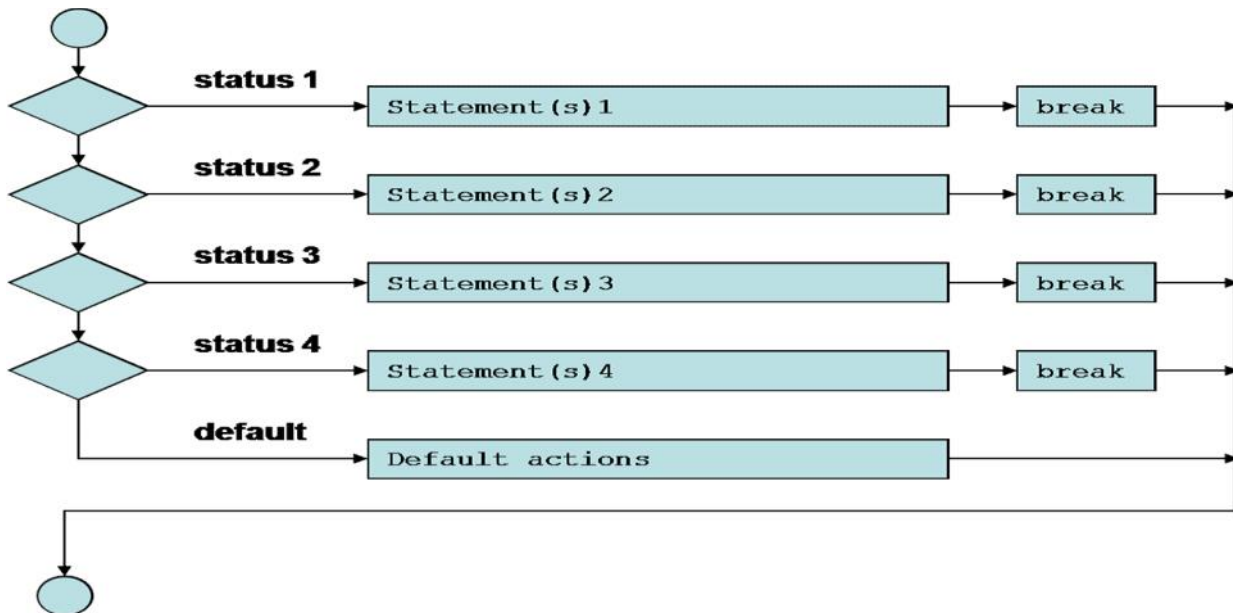 status 1
Statement(s)1
break
status 2
Statement(s)2
break
status 3
Statement(s)3
break
status 4
Statement(s)4
break
default
Default actions